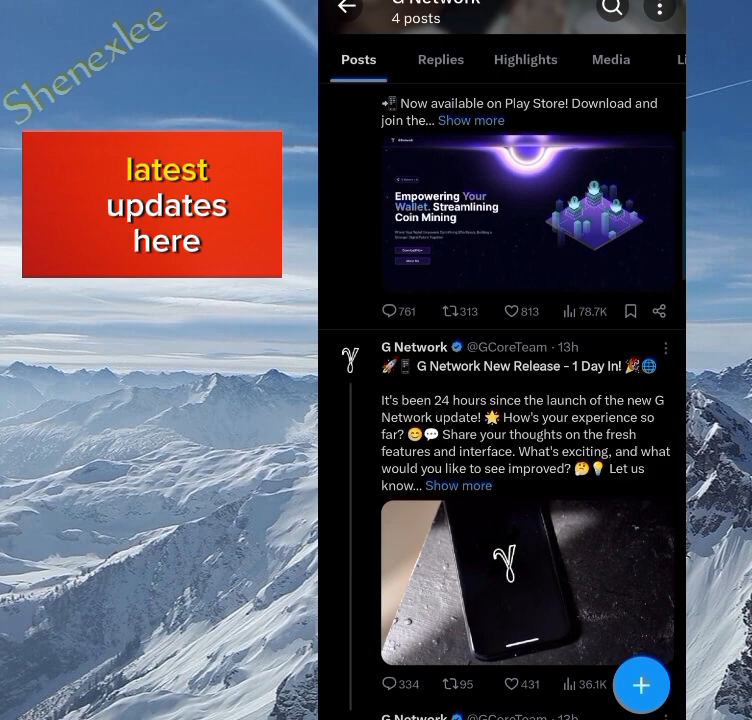 Shenexlee
latest
updates
here
G Network
4 posts
Posts Replies Highlights Media Li
📲 Now available on Play Store! Download and
join the... Show more
Empowering Your
Wallet. Streamlining
Coin Mining
761 313 813 78.7K
G Network @GCoreTeam · 13h
🚀📱 G Network New Release - 1 Day In! 🎉🌐
It's been 24 hours since the launch of the new G
Network update! 🌟 How's your experience so
far? 😊💬 Share your thoughts on the fresh
features and interface. What's exciting, and what
would you like to see improved? 🤔💡 Let us
know... Show more
334 95 431 36.1K
G Network @GCoreTeam · 13h